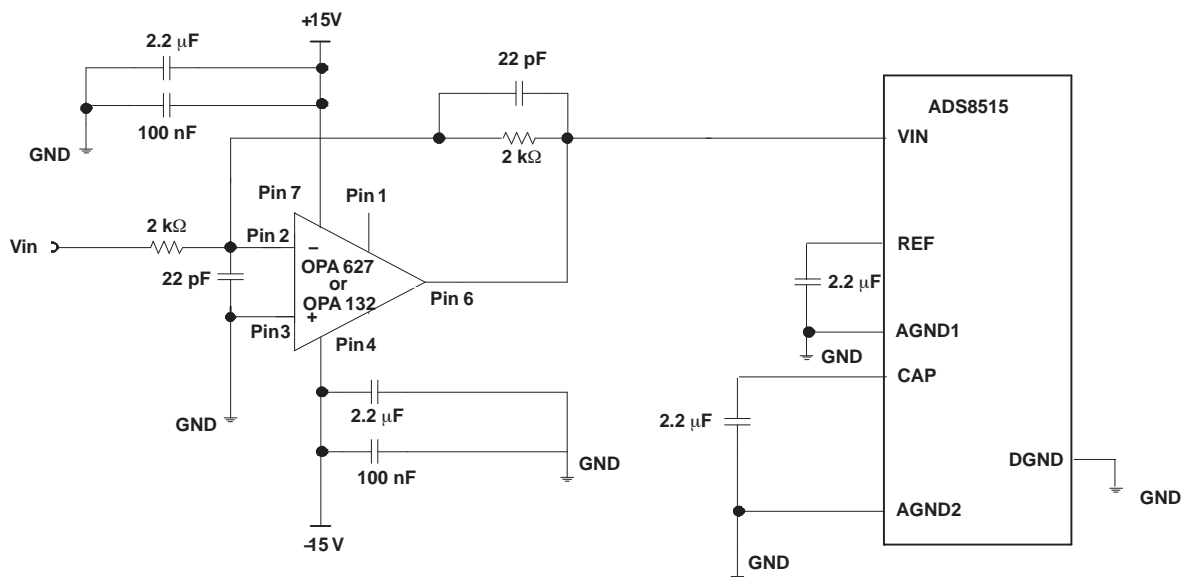 +15V
2.2 μF
22 pF
ADS8515
100 nF
GND
VIN
2 kΩ
Pin 7
Pin 1
2 kΩ
Vin
Pin 2
–
REF
22 pF
OPA 627
or
OPA 132
2.2 μF
Pin 6
Pin3
+
AGND1
Pin 4
GND
CAP
GND
2.2 μF
2.2 μF
GND
DGND
100 nF
GND
AGND2
–15 V
GND